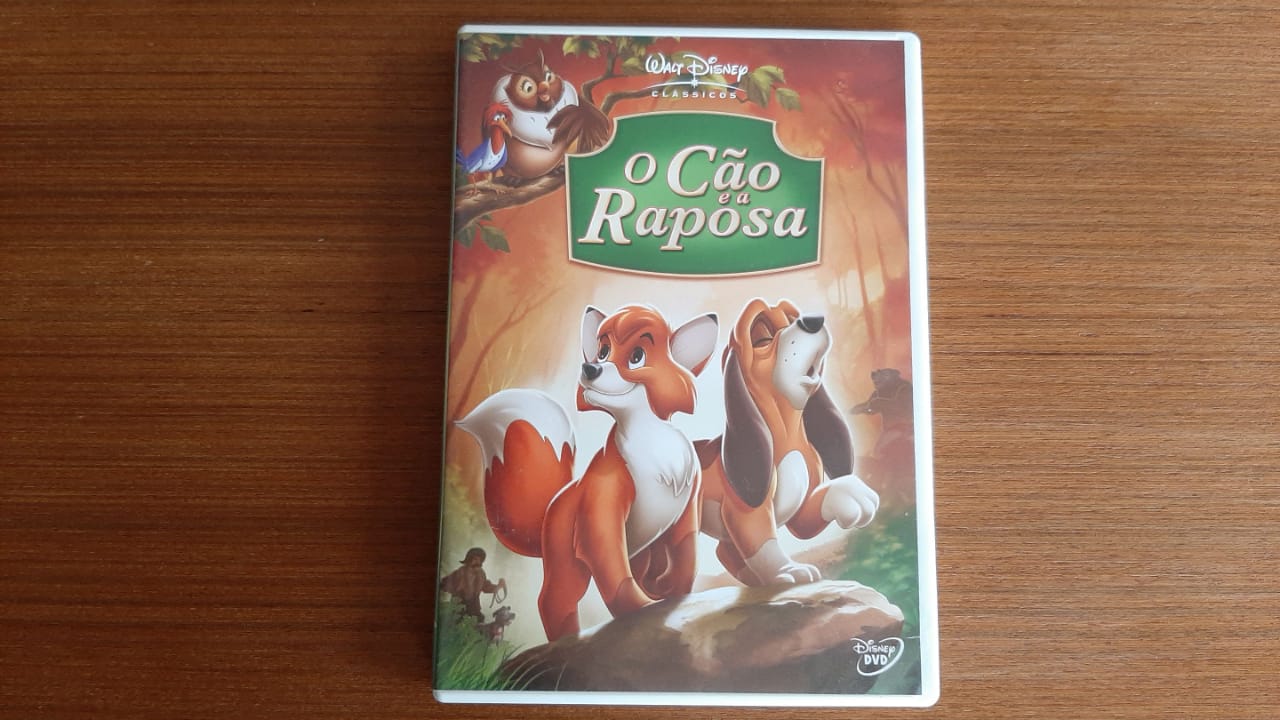 WALT DISNEY
CLÁSSICOS
O Cão
e a
Raposa
DISNEY
DVD